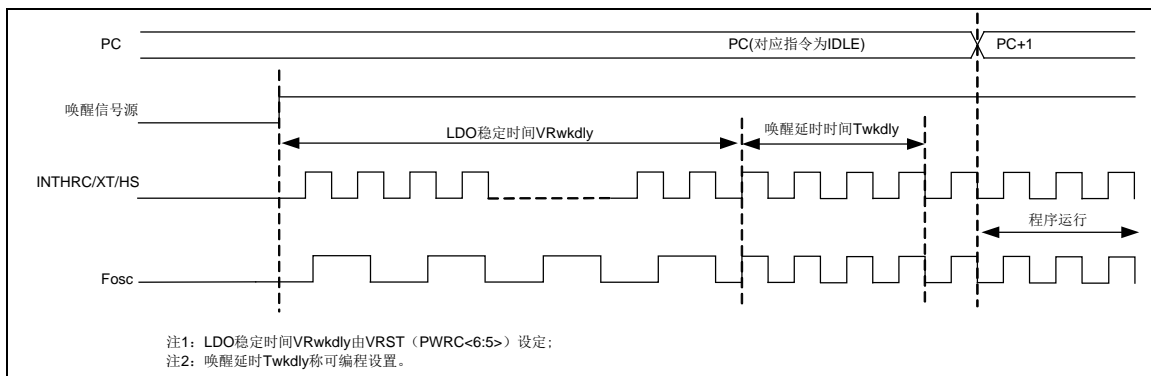 PC
PC(对应指令为IDLE)
PC+1
唤醒信号源
LDO稳定时间VRwkdly
唤醒延时时间Twkdly
INTHRC/XT/HS
程序运行
Fosc
注1：LDO稳定时间VRwkdly由VRST（PWRC<6:5>）设定；
注2：唤醒延时Twkdly称可编程设置。